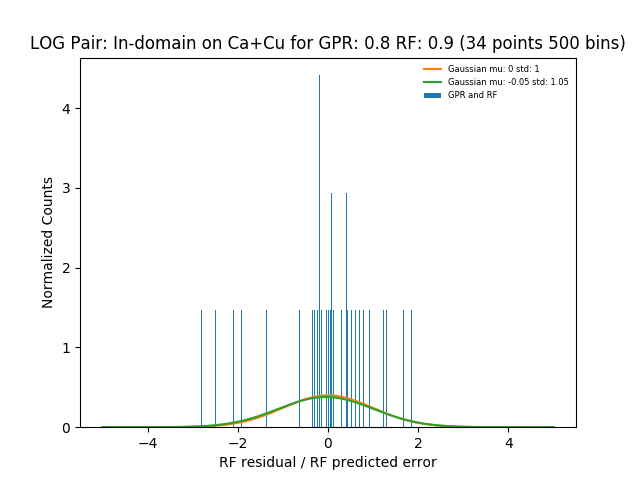 LOG Pair: In-domain on Ca+Cu for GPR: 0.8 RF: 0.9 (34 points 500 bins)
Gaussian mu: 0 std: 1
Gaussian mu: -0.05 std: 1.05
GPR and RF
Normalized Counts
4
3
2
1
0
−4 −2 0 2 4
RF residual / RF predicted error